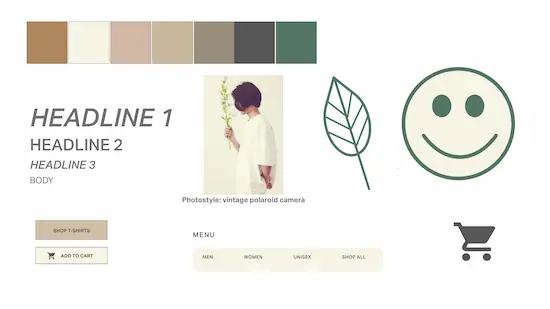 HEADLINE 1
HEADLINE 2
HEADLINE 3
BODY
Photostyle: vintage polaroid camera
SHOP T-SHIRTS
ADD TO CART
MENU
MEN WOMEN UNISEX SHOP ALL